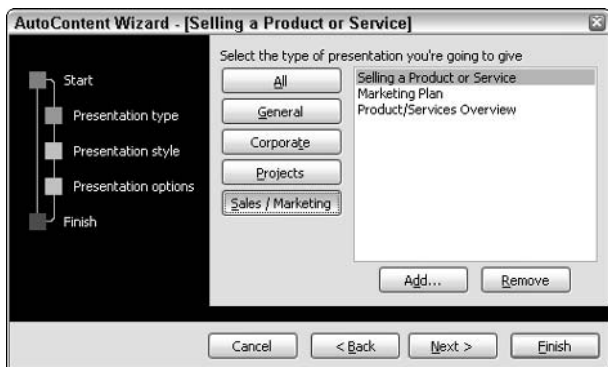 AutoContent Wizard - [Selling a Product or Service]
Select the type of presentation you're going to give
Start
Presentation type
Presentation style
Presentation options
Finish
All
General
Corporate
Projects
Sales / Marketing
Selling a Product or Service
Marketing Plan
Product/Services Overview
Add...
Remove
Cancel
< Back
Next >
Finish